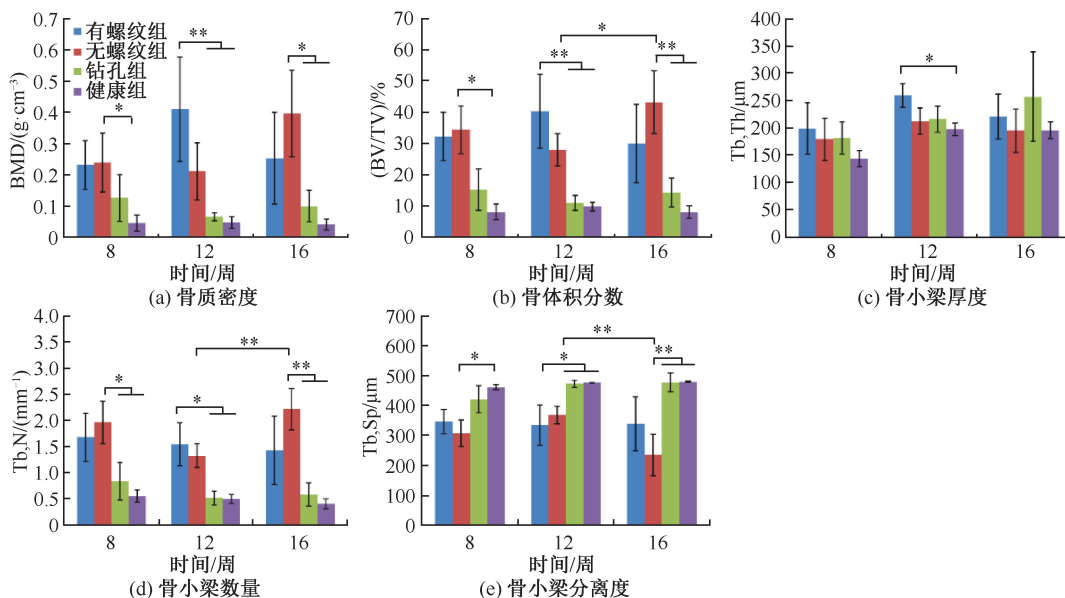 0.7
0.6
0.5
0.4
0.3
0.2
0.1
0
BMD/(g·cm⁻³)
有螺纹组
无螺纹组
钻孔组
健康组
*
**
*
8 12 16
时间/周
(a) 骨质密度
70
60
50
40
30
20
10
0
(BV/TV)/%
*
**
*
**
8 12 16
时间/周
(b) 骨体积分数
350
300
250
200
150
100
50
0
Tb,Th/μm
*
8 12 16
时间/周
(c) 骨小梁厚度
4.0
3.5
3.0
2.5
2.0
1.5
1.0
0.5
0
Tb,N/(mm⁻¹)
*
*
**
**
8 12 16
时间/周
(d) 骨小梁数量
700
600
500
400
300
200
100
0
Tb,Sp/μm
*
*
**
**
8 12 16
时间/周
(e) 骨小梁分离度